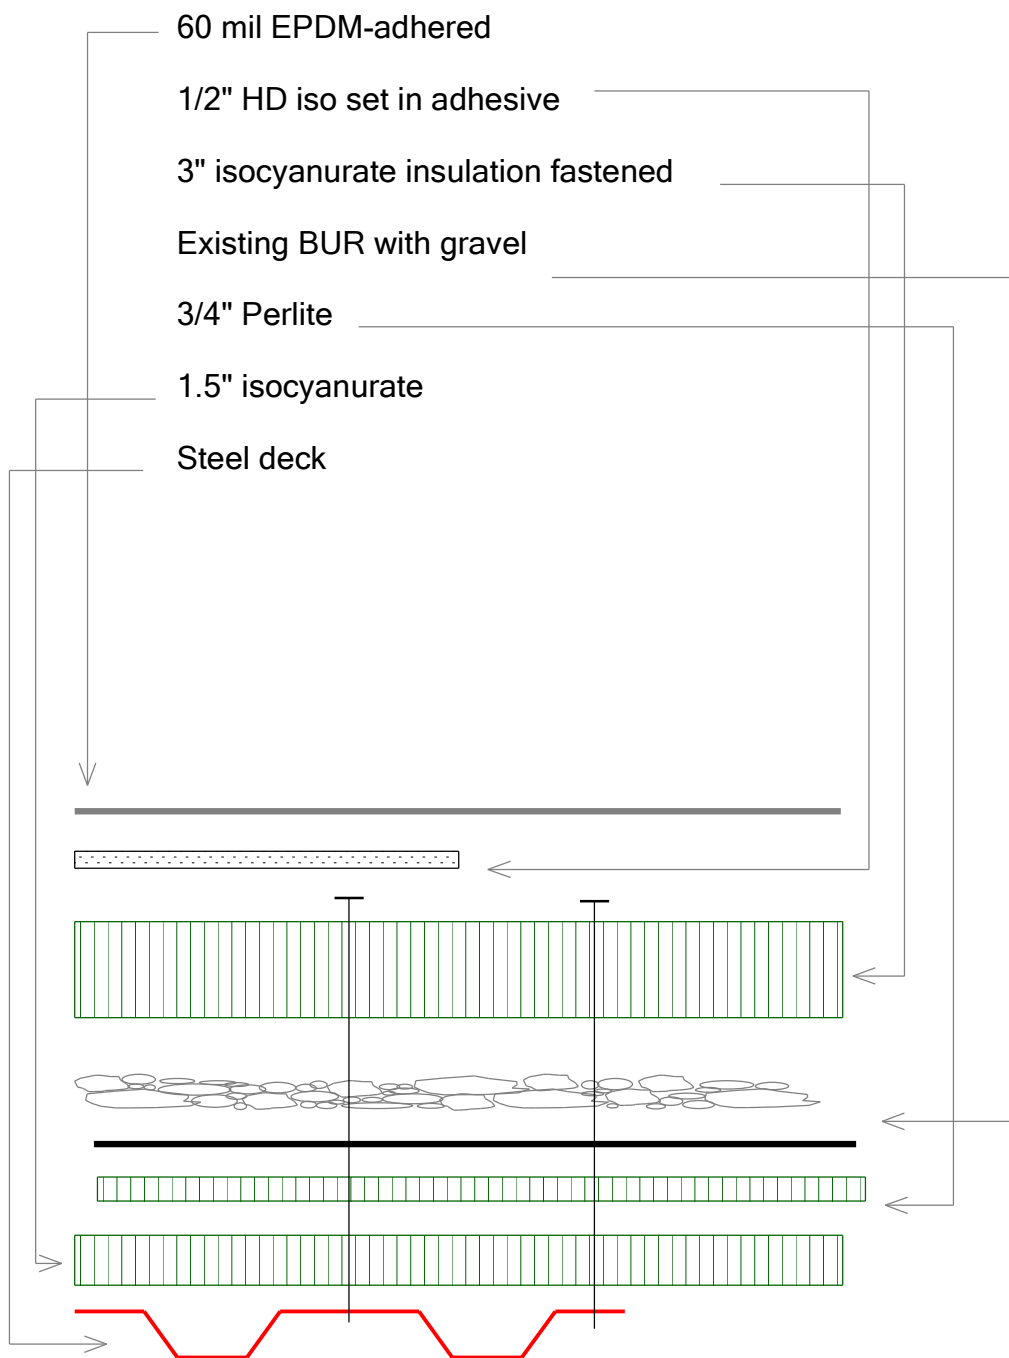 60 mil EPDM-adhered
1/2" HD iso set in adhesive
3" isocyanurate insulation fastened
Existing BUR with gravel
3/4" Perlite
1.5" isocyanurate
Steel deck